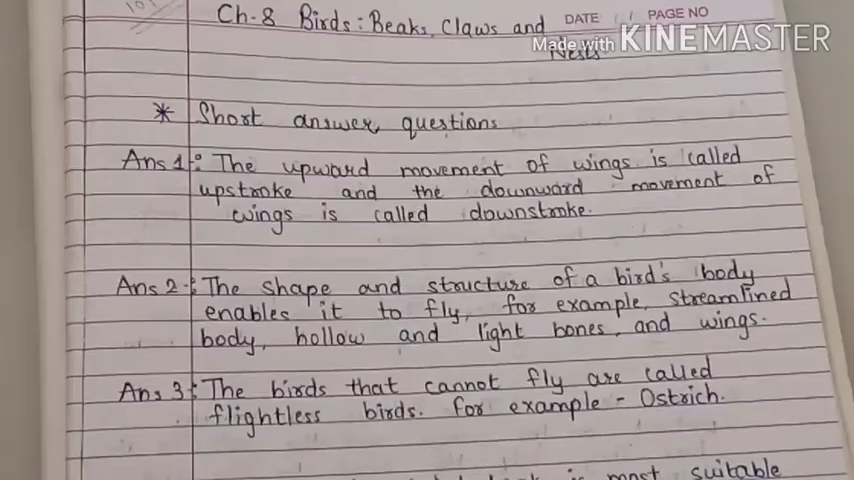 Ch-8 Birds: Beaks, Claws and
Nests
DATE
PAGE NO
Made with KINEMASTER
* Short answer questions
Ans 1:- The upward movement of wings is called
upstroke and the downward movement of
wings is called downstroke.
Ans 2:- The shape and structure of a bird's body
enables it to fly, for example, streamlined
body, hollow and light bones, and wings.
Ans 3:- The birds that cannot fly are called
flightless birds. For example - Ostrich.
is most suitable